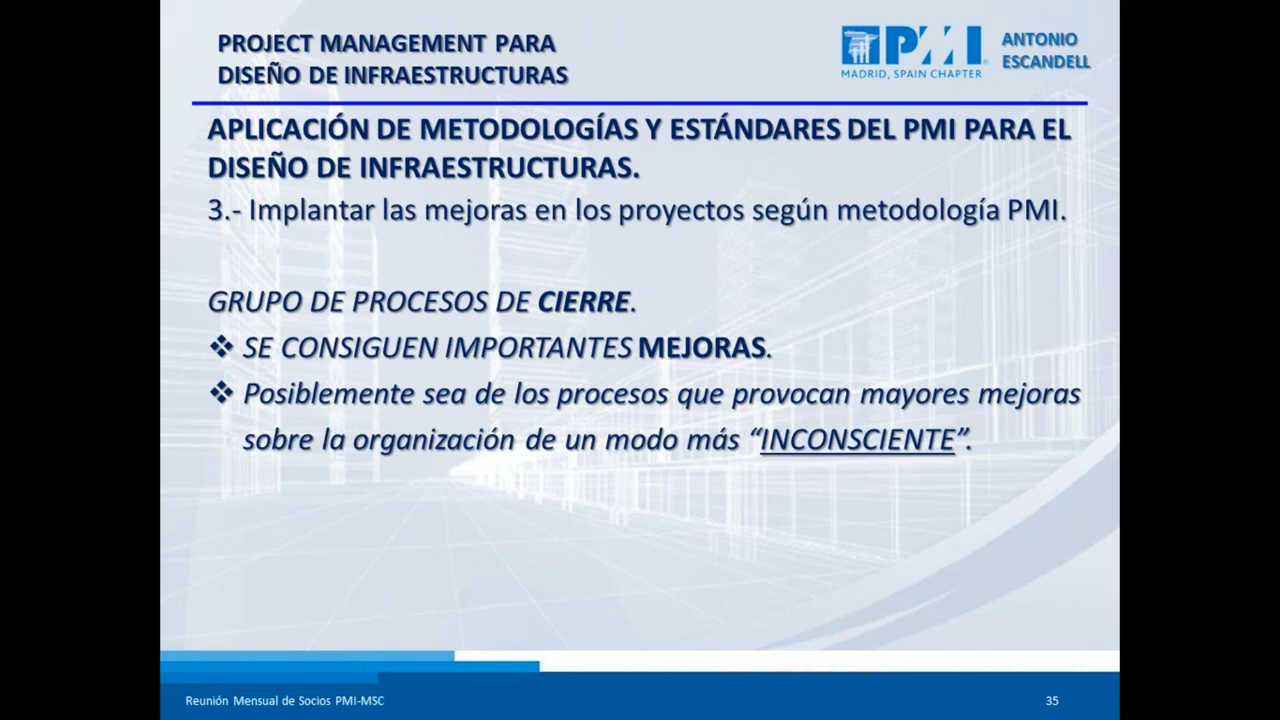 PROJECT MANAGEMENT PARA
DISEÑO DE INFRAESTRUCTURAS
PMI
MADRID, SPAIN CHAPTER
ANTONIO
ESCANDELL
APLICACIÓN DE METODOLOGÍAS Y ESTÁNDARES DEL PMI PARA EL
DISEÑO DE INFRAESTRUCTURAS.
3.- Implantar las mejoras en los proyectos según metodología PMI.
GRUPO DE PROCESOS DE CIERRE.
❖ SE CONSIGUEN IMPORTANTES MEJORAS.
❖ Posiblemente sea de los procesos que provocan mayores mejoras
sobre la organización de un modo más “INCONSCIENTE”.
Reunión Mensual de Socios PMI-MSC
35